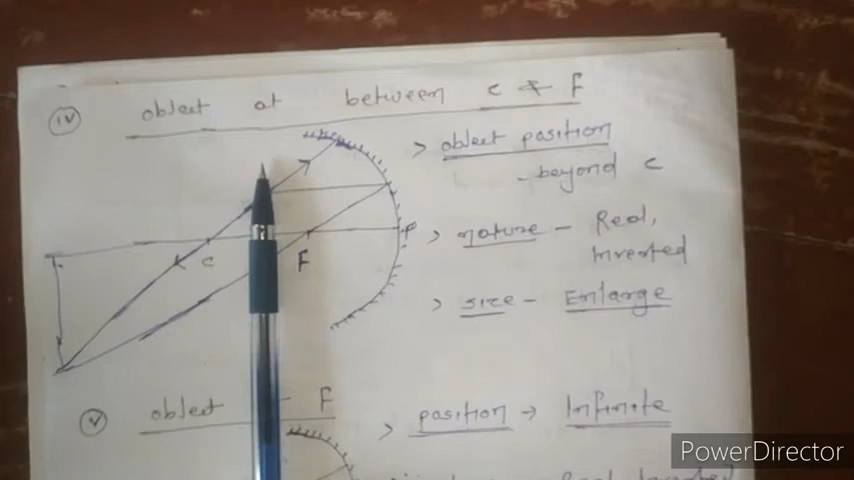 iv object at between c & F
> object position
- beyond c
> nature - Real,
Inverted
> size - Enlarge
P
C
F
v object F
> position → Infinite
PowerDirector